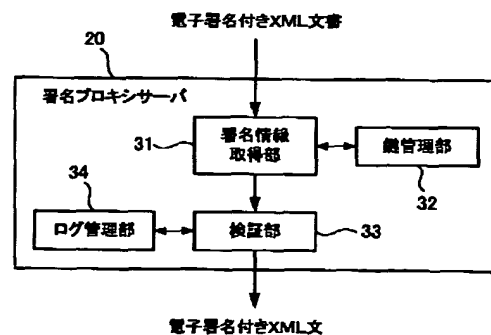 電子署名付きXML文書
20
署名プロキシサーバ
31
署名情報
取得部
鍵管理部
32
34
ログ管理部
検証部
33
電子署名付きXML文